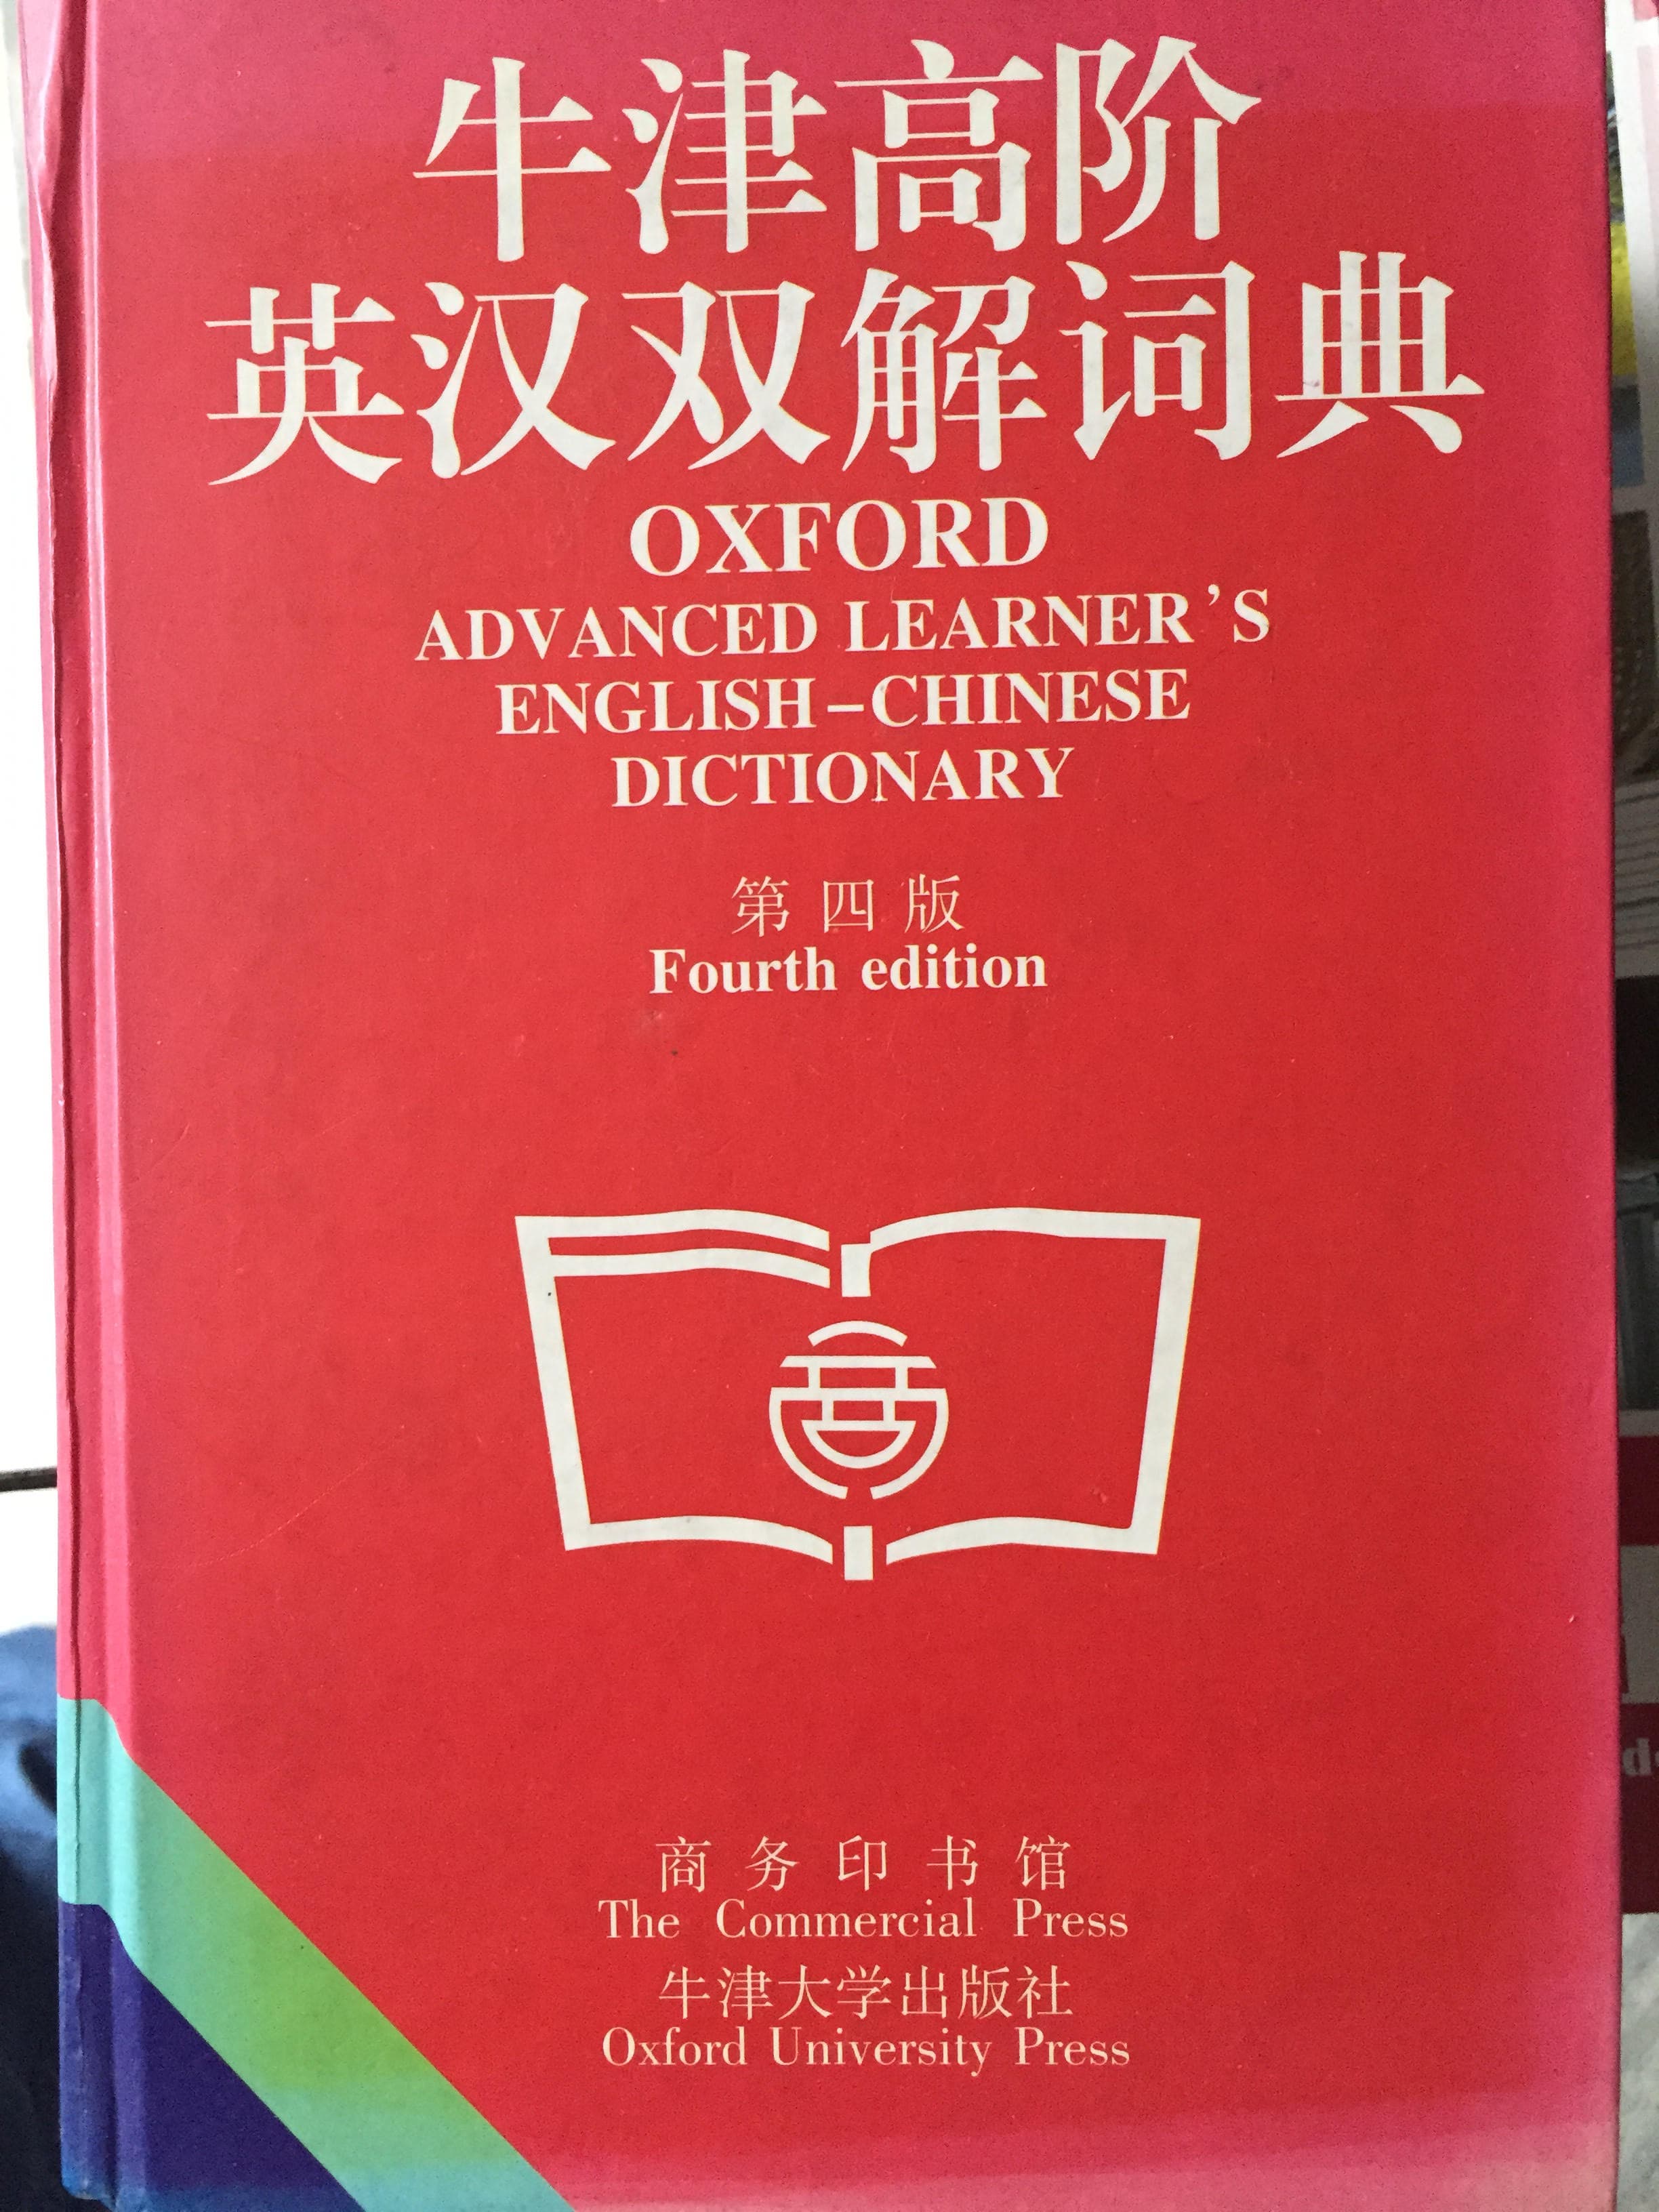 牛津高阶
英汉双解词典
OXFORD
ADVANCED LEARNER'S
ENGLISH-CHINESE
DICTIONARY
第四版
Fourth edition
商务印书馆
The Commercial Press
牛津大学出版社
Oxford University Press